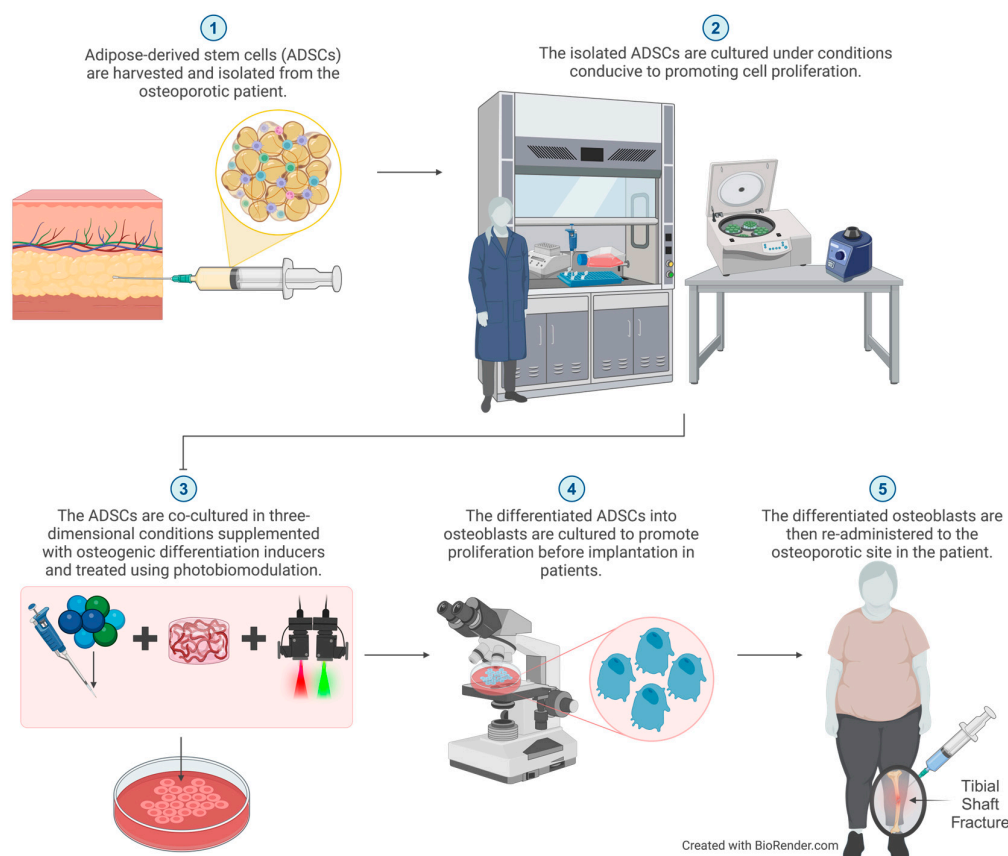 1
Adipose-derived stem cells (ADSCs)
are harvested and isolated from the
osteoporotic patient.
2
The isolated ADSCs are cultured under conditions
conducive to promoting cell proliferation.
3
The ADSCs are co-cultured in three-
dimensional conditions supplemented
with osteogenic differentiation inducers
and treated using photobiomodulation.
4
The differentiated ADSCs into
osteoblasts are cultured to promote
proliferation before implantation in
patients.
5
The differentiated osteoblasts are
then re-administered to the
osteoporotic site in the patient.
Tibial
Shaft
Fracture
Created with BioRender.com